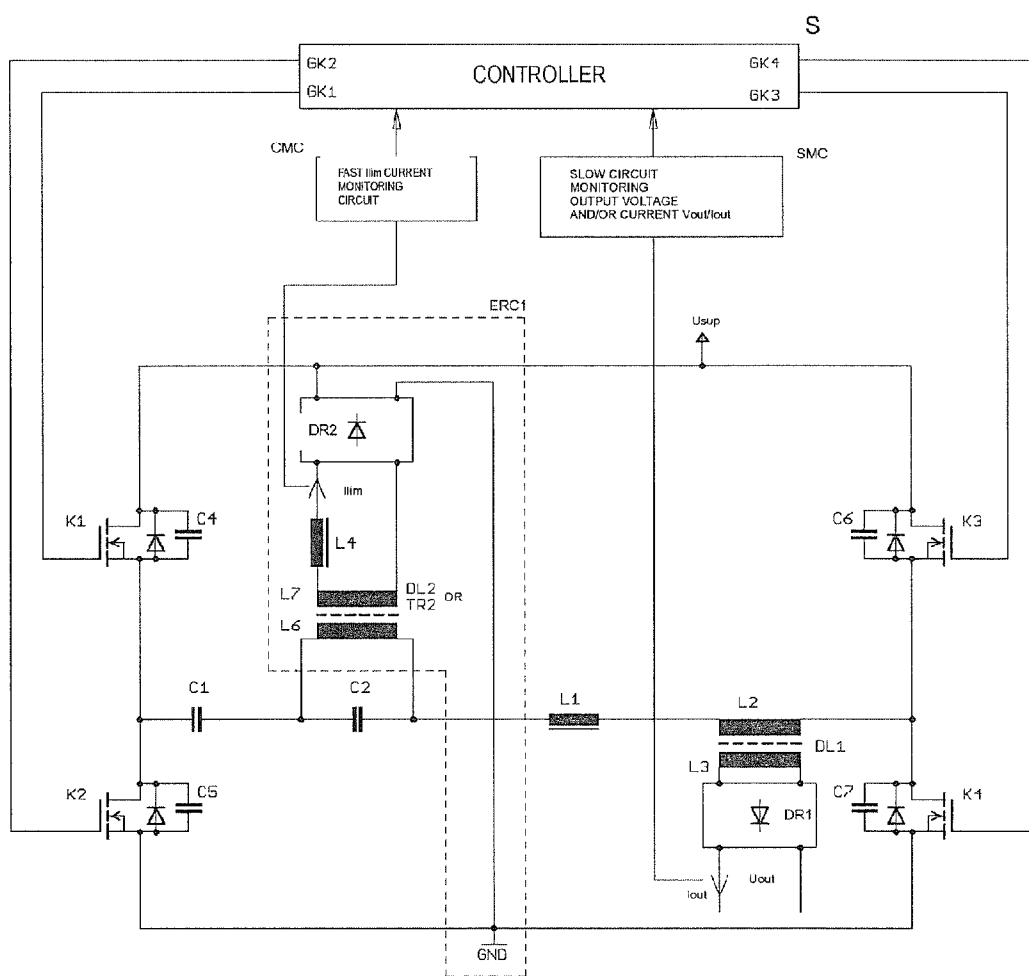 S
GK2
GK4
CONTROLLER
GK1
GK3
CMC
SMC
FAST Ilim CURRENT
MONITORING
CIRCUIT
SLOW CIRCUIT
MONITORING
OUTPUT VOLTAGE
AND/OR CURRENT Vout/Iout
ERC1
Usup
DR2
Ilim
K1
C4
C6
K3
L4
L7
DL2 OR
TR2
L6
C1
C2
L1
L2
DL1
L3
K2
C5
C7
K4
DR1
Uout
Iout
GND